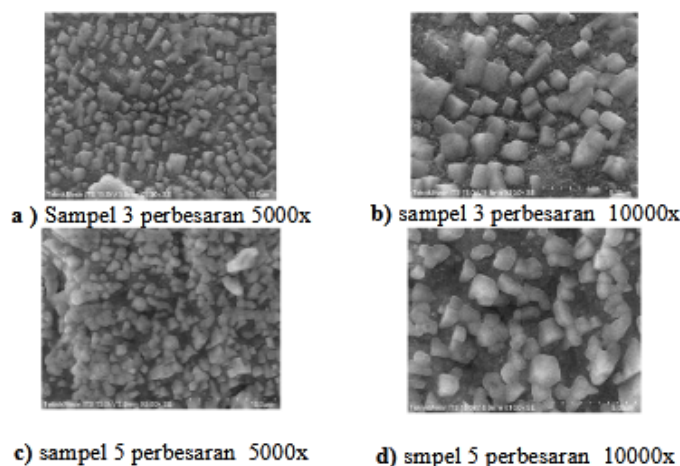 a ) Sampel 3 perbesaran 5000x
b) sampel 3 perbesaran 10000x
c) sampel 5 perbesaran 5000x
d) smpel 5 perbesaran 10000x